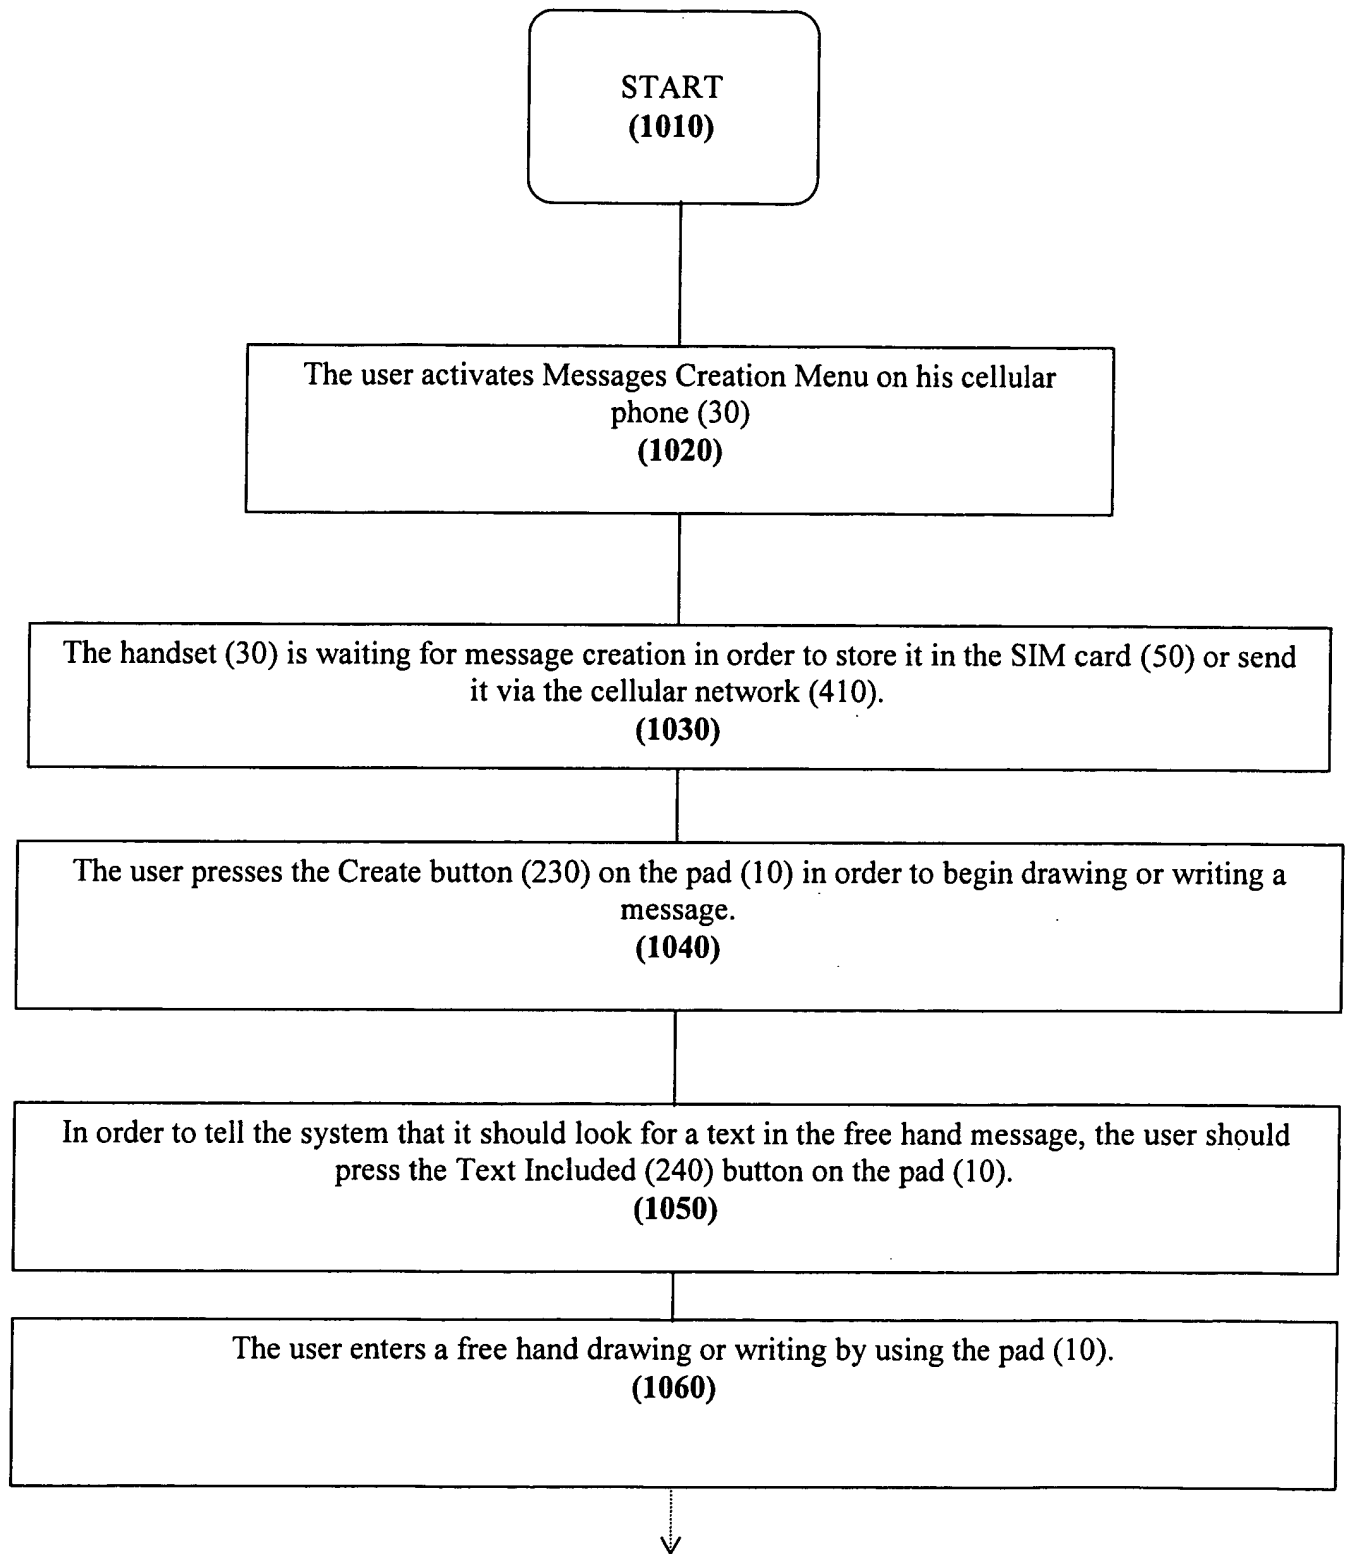 START
(1010)
The user activates Messages Creation Menu on his cellular
phone (30)
(1020)
The handset (30) is waiting for message creation in order to store it in the SIM card (50) or send
it via the cellular network (410).
(1030)
The user presses the Create button (230) on the pad (10) in order to begin drawing or writing a
message.
(1040)
In order to tell the system that it should look for a text in the free hand message, the user should
press the Text Included (240) button on the pad (10).
(1050)
The user enters a free hand drawing or writing by using the pad (10).
(1060)